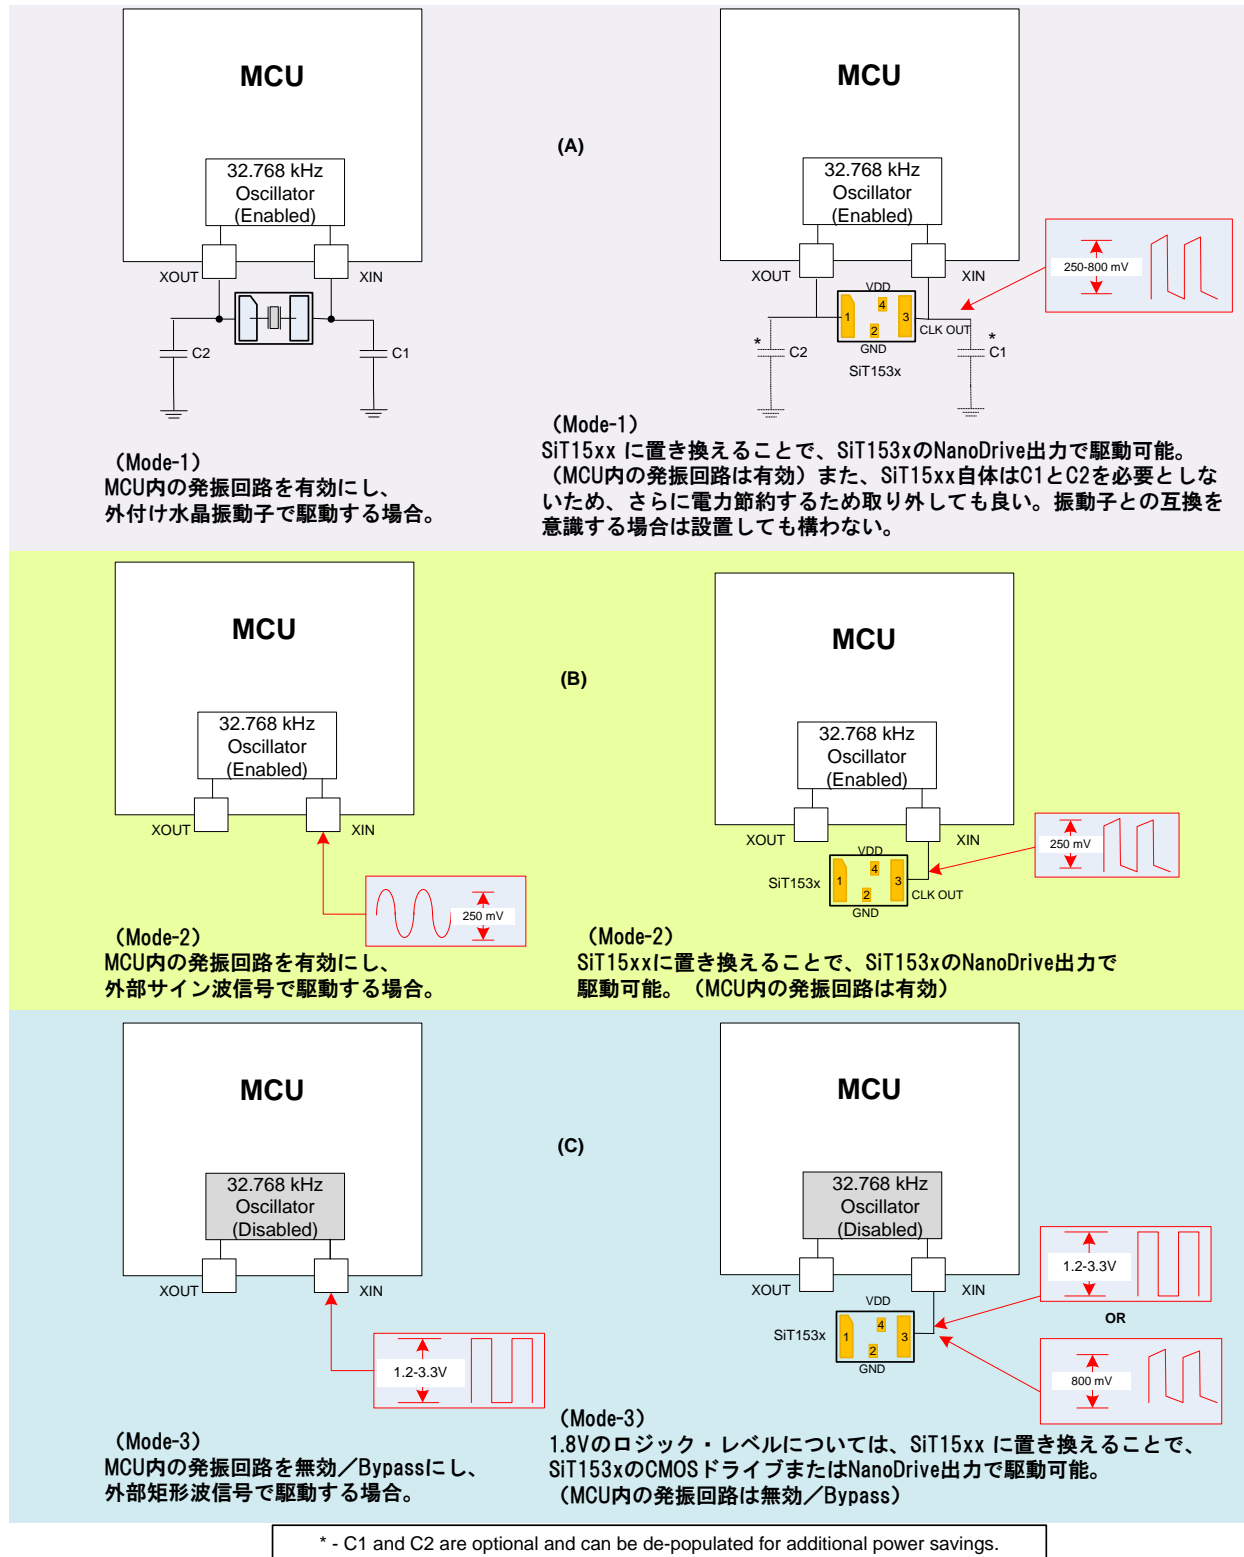 MCU
32.768 kHz
Oscillator
(Enabled)
XOUT
XIN
C2
C1
(Mode-1)
MCU内の発振回路を有効にし、
外付け水晶振動子で駆動する場合。
(A)
MCU
32.768 kHz
Oscillator
(Enabled)
XOUT
XIN
VDD
1
4
3
2
CLK OUT
GND
SiT153x
* C2
* C1
250-800 mV
(Mode-1)
SiT15xx に置き換えることで、SiT153xのNanoDrive出力で駆動可能。
(MCU内の発振回路は有効) また、SiT15xx自体はC1とC2を必要としな
いため、さらに電力節約するため取り外しても良い。振動子との互換を
意識する場合は設置しても構わない。
MCU
32.768 kHz
Oscillator
(Enabled)
XOUT
XIN
250 mV
(Mode-2)
MCU内の発振回路を有効にし、
外部サイン波信号で駆動する場合。
(B)
MCU
32.768 kHz
Oscillator
(Enabled)
XOUT
XIN
VDD
SiT153x
1
4
3
2
CLK OUT
GND
250 mV
(Mode-2)
SiT15xxに置き換えることで、SiT153xのNanoDrive出力で
駆動可能。 (MCU内の発振回路は有効)
MCU
32.768 kHz
Oscillator
(Disabled)
XOUT
XIN
1.2-3.3V
(Mode-3)
MCU内の発振回路を無効/Bypassにし、
外部矩形波信号で駆動する場合。
(C)
MCU
32.768 kHz
Oscillator
(Disabled)
XOUT
XIN
VDD
SiT153x
1
4
3
2
GND
1.2-3.3V
OR
800 mV
(Mode-3)
1.8Vのロジック・レベルについては、SiT15xx に置き換えることで、
SiT153xのCMOSドライブまたはNanoDrive出力で駆動可能。
(MCU内の発振回路は無効/Bypass)
* - C1 and C2 are optional and can be de-populated for additional power savings.